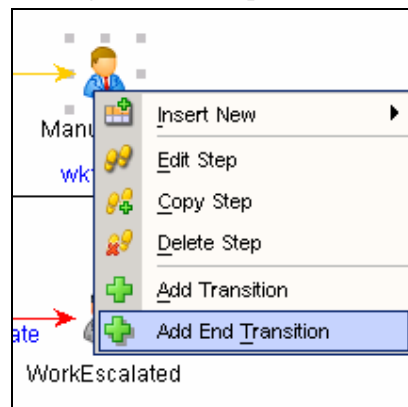 Manu
Insert New
wk
Edit Step
Copy Step
Delete Step
Add Transition
ate
Add End Transition
WorkEscalated